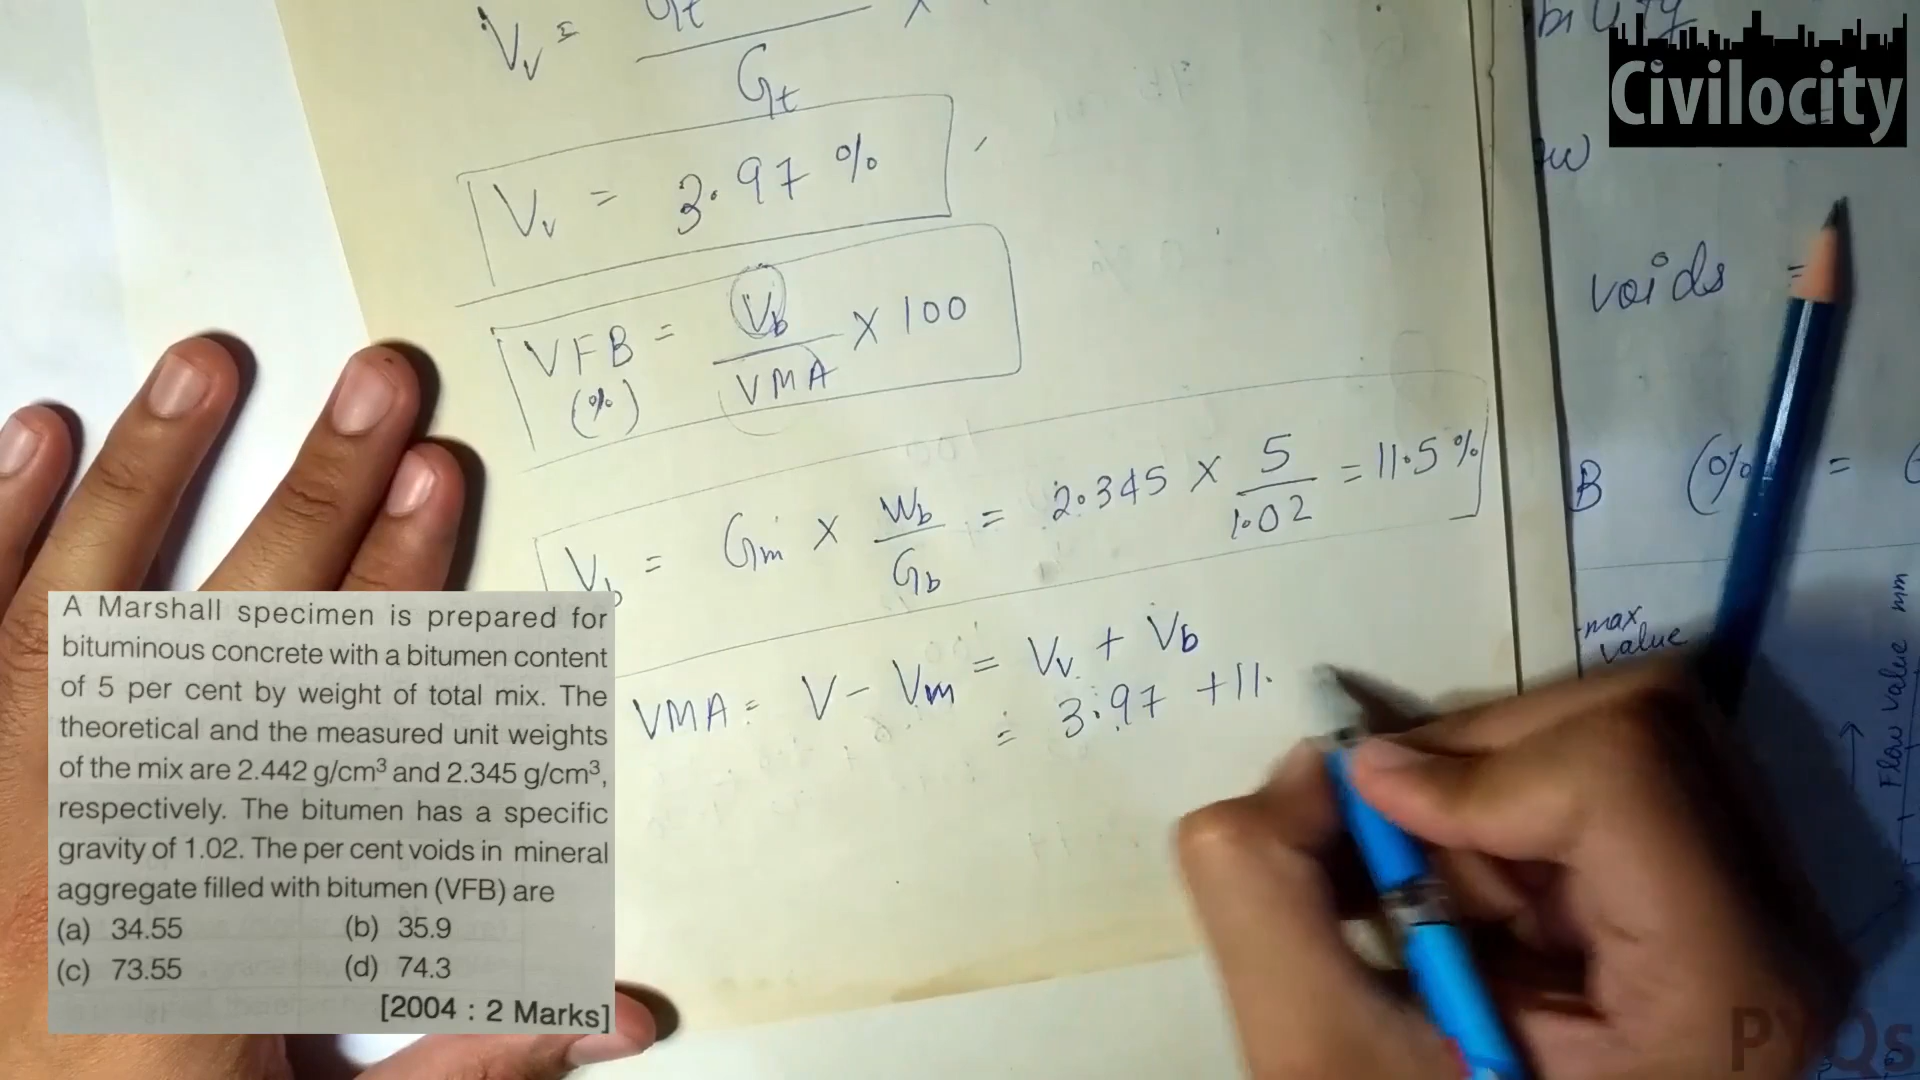 Vv =
Gt
Vv = 3.97 %
VFB = Vb / VMA × 100
(%)
Vb = Gm × Wb / Gb = 2.345 × 5 / 1.02 = 11.5 %
VMA = V - Vm = Vv + Vb
= 3.97 + 11.
A Marshall specimen is prepared for
bituminous concrete with a bitumen content
of 5 per cent by weight of total mix. The
theoretical and the measured unit weights
of the mix are 2.442 g/cm³ and 2.345 g/cm³,
respectively. The bitumen has a specific
gravity of 1.02. The per cent voids in mineral
aggregate filled with bitumen (VFB) are
(a) 34.55 (b) 35.9
(c) 73.55 (d) 74.3
[2004 : 2 Marks]
Civilocity
voids =
B (% =
max
value
Flow value mm
PYQs